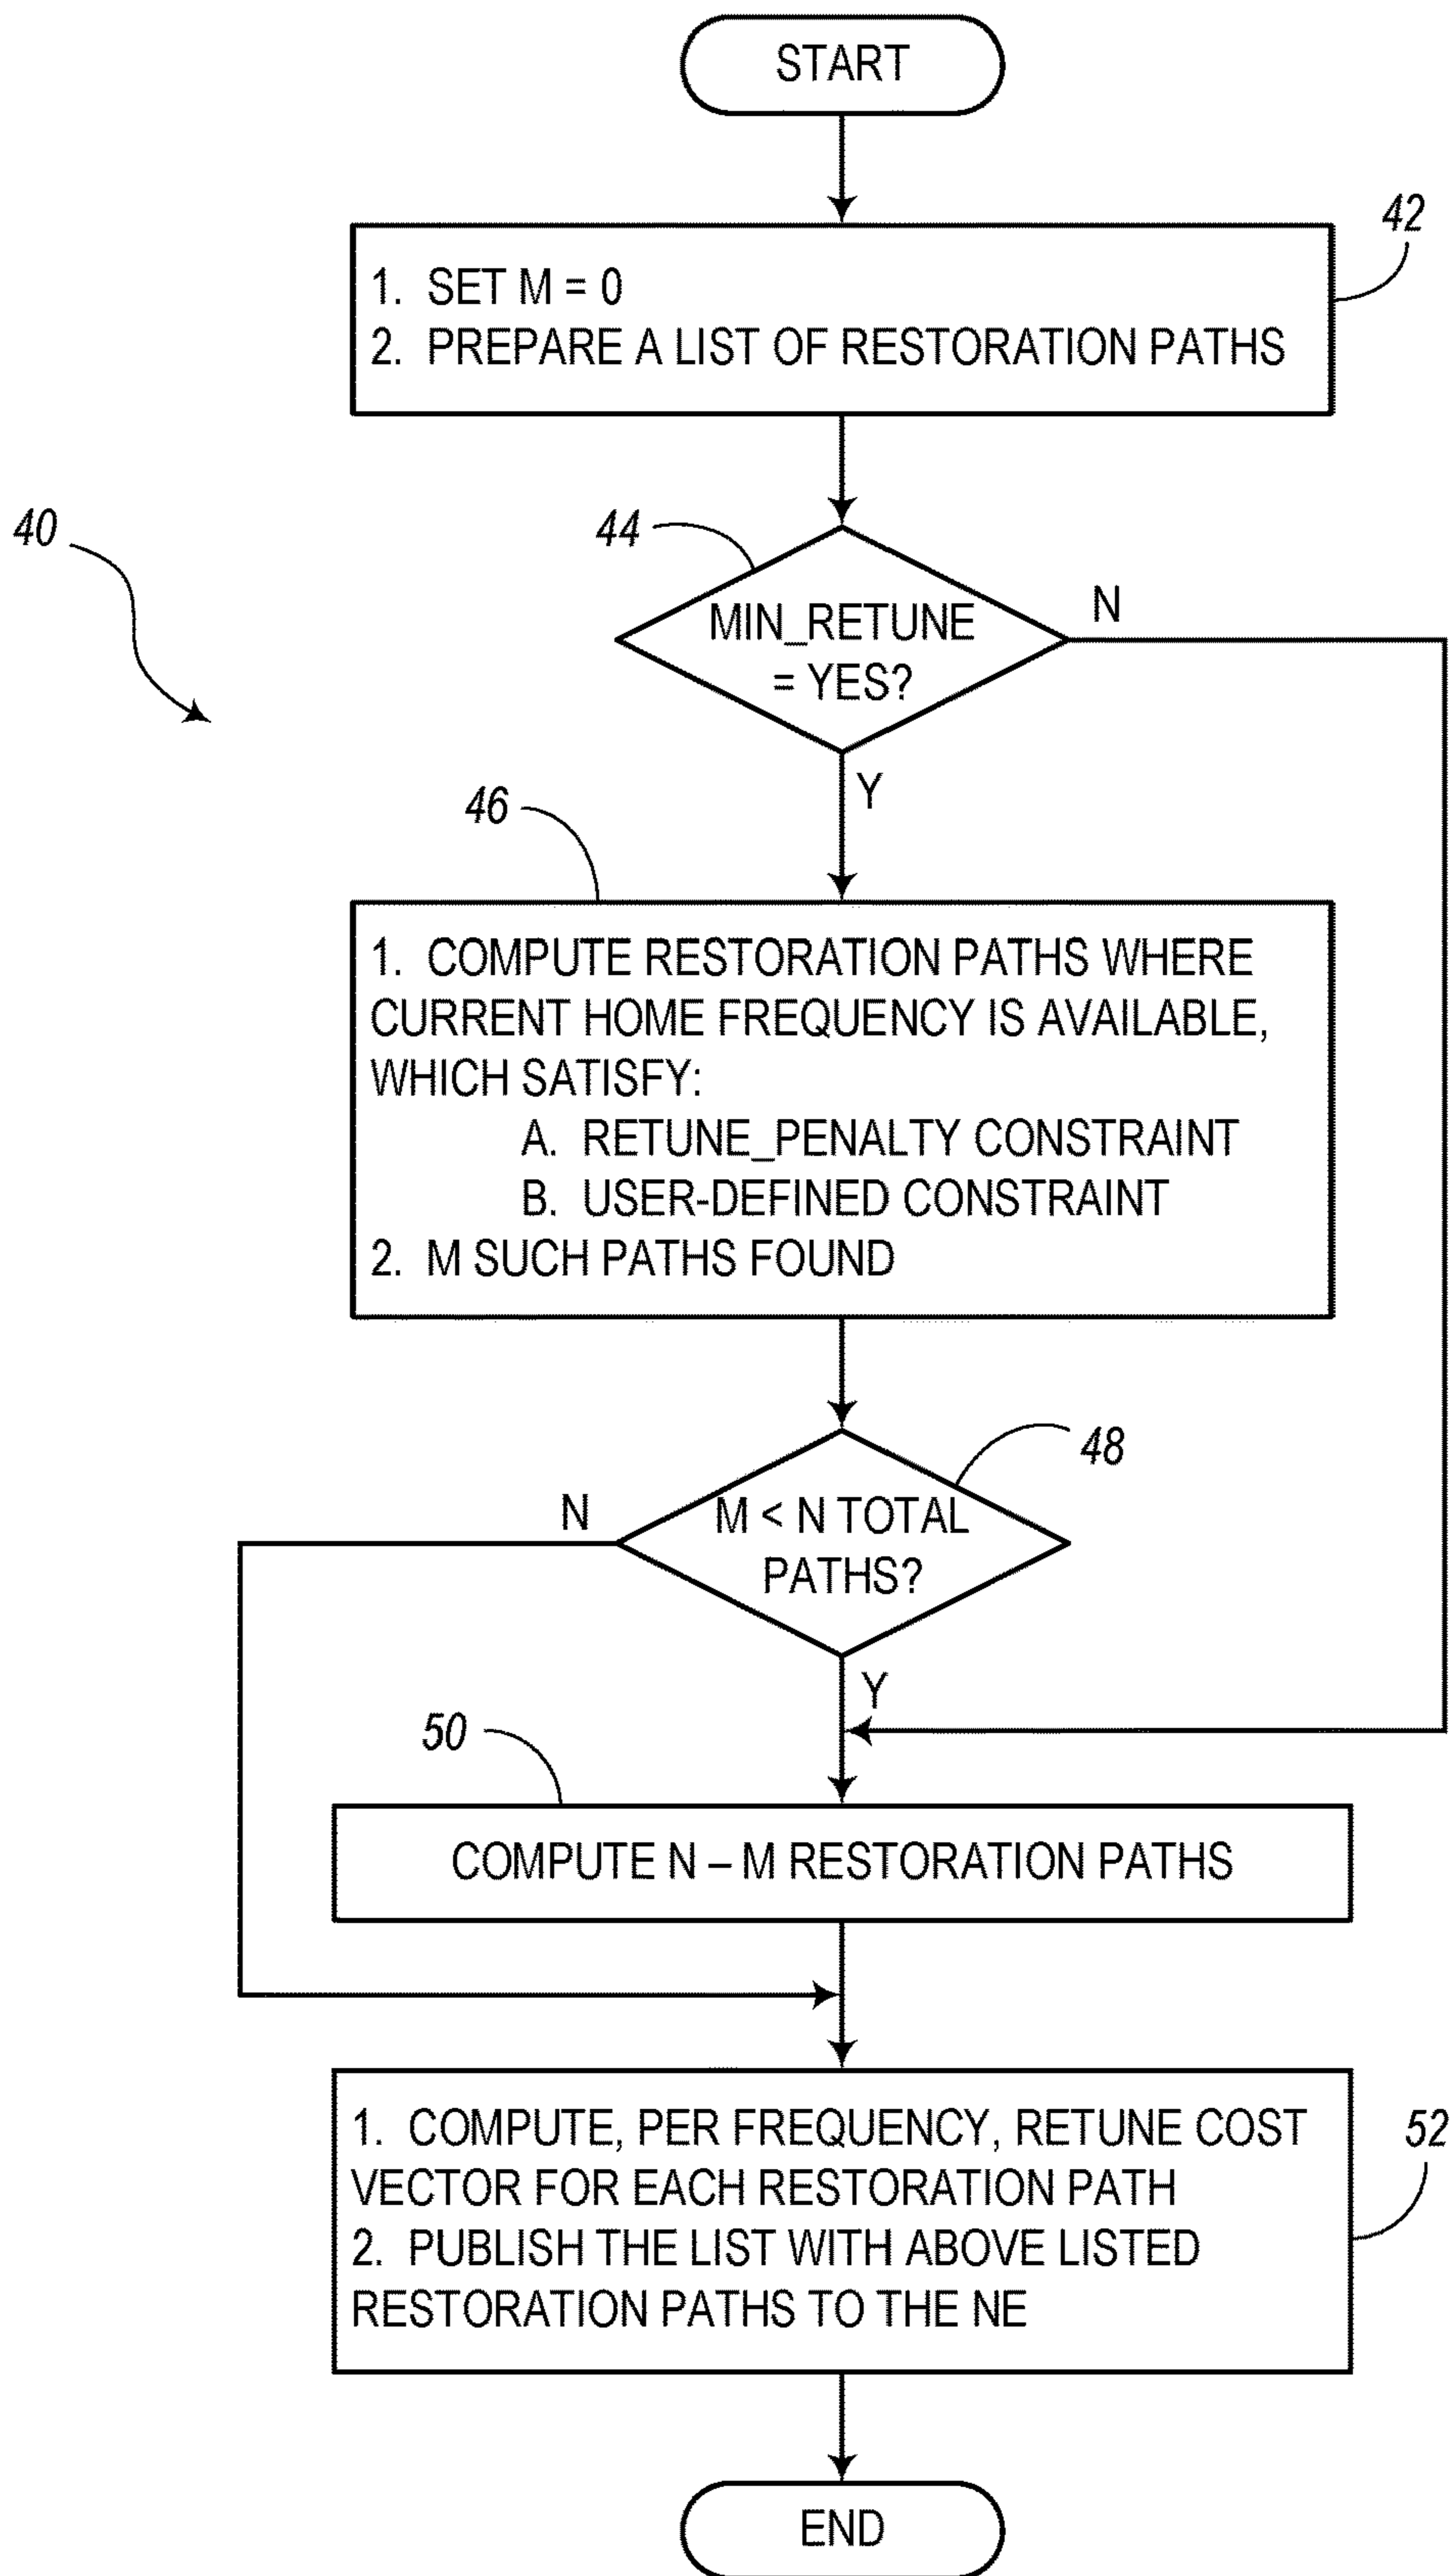 START
42
1. SET M = 0
2. PREPARE A LIST OF RESTORATION PATHS
40
44
MIN_RETUNE
= YES?
N
Y
46
1. COMPUTE RESTORATION PATHS WHERE
CURRENT HOME FREQUENCY IS AVAILABLE,
WHICH SATISFY:
A. RETUNE_PENALTY CONSTRAINT
B. USER-DEFINED CONSTRAINT
2. M SUCH PATHS FOUND
48
N
M < N TOTAL
PATHS?
Y
50
COMPUTE N – M RESTORATION PATHS
1. COMPUTE, PER FREQUENCY, RETUNE COST
VECTOR FOR EACH RESTORATION PATH
2. PUBLISH THE LIST WITH ABOVE LISTED
RESTORATION PATHS TO THE NE
52
END